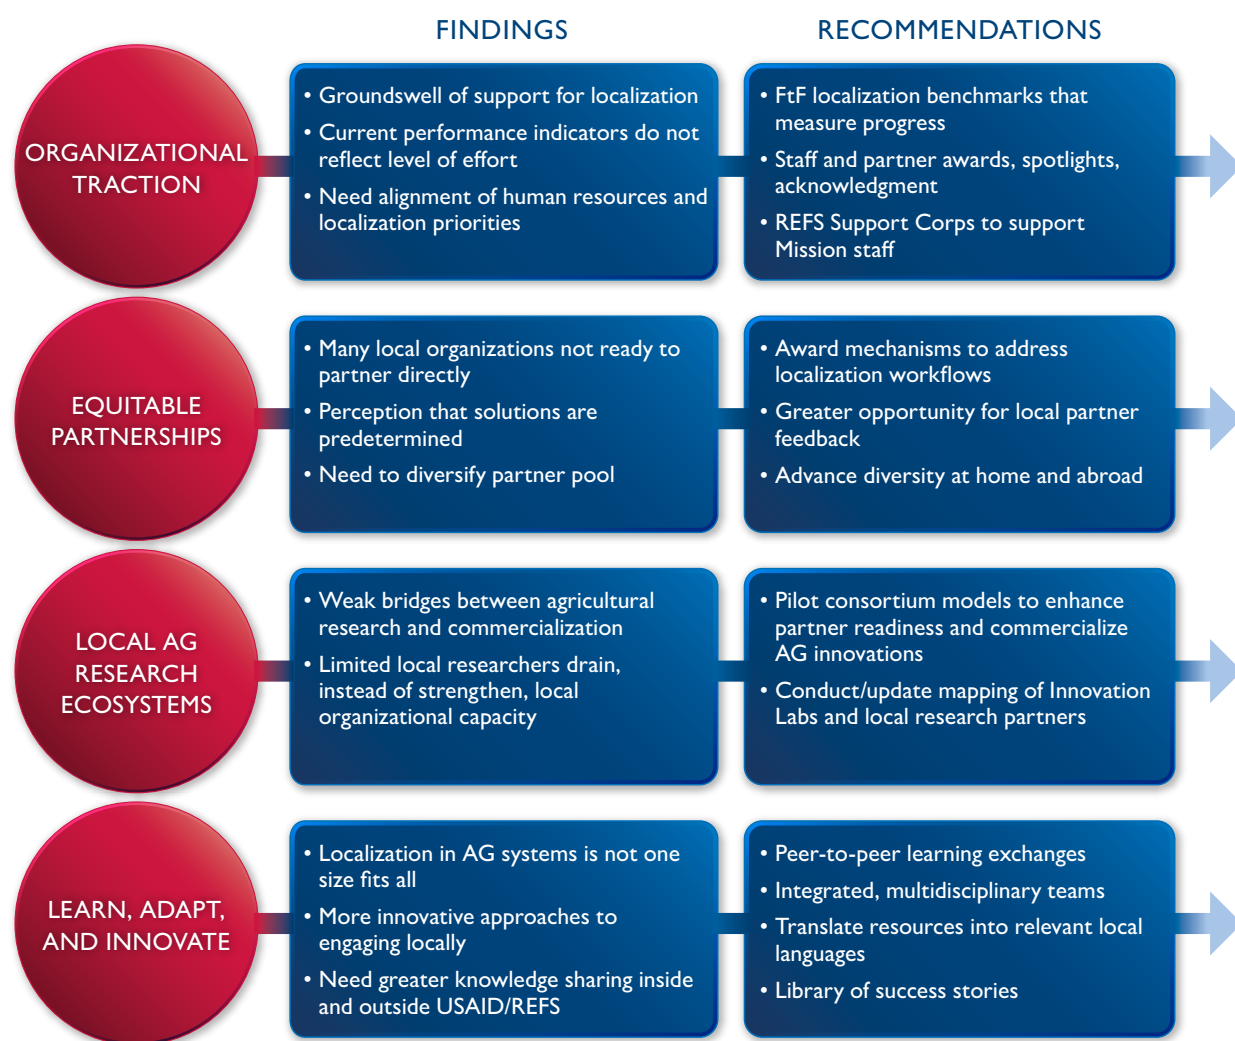 FINDINGS
RECOMMENDATIONS
ORGANIZATIONAL
TRACTION
• Groundswell of support for localization
• Current performance indicators do not
reflect level of effort
• Need alignment of human resources and
localization priorities
• FtF localization benchmarks that
measure progress
• Staff and partner awards, spotlights,
acknowledgment
• REFS Support Corps to support
Mission staff
EQUITABLE
PARTNERSHIPS
• Many local organizations not ready to
partner directly
• Perception that solutions are
predetermined
• Need to diversify partner pool
• Award mechanisms to address
localization workflows
• Greater opportunity for local partner
feedback
• Advance diversity at home and abroad
LOCAL AG
RESEARCH
ECOSYSTEMS
• Weak bridges between agricultural
research and commercialization
• Limited local researchers drain,
instead of strengthen, local
organizational capacity
• Pilot consortium models to enhance
partner readiness and commercialize
AG innovations
• Conduct/update mapping of Innovation
Labs and local research partners
LEARN, ADAPT,
AND INNOVATE
• Localization in AG systems is not one
size fits all
• More innovative approaches to
engaging locally
• Need greater knowledge sharing inside
and outside USAID/REFS
• Peer-to-peer learning exchanges
• Integrated, multidisciplinary teams
• Translate resources into relevant local
languages
• Library of success stories